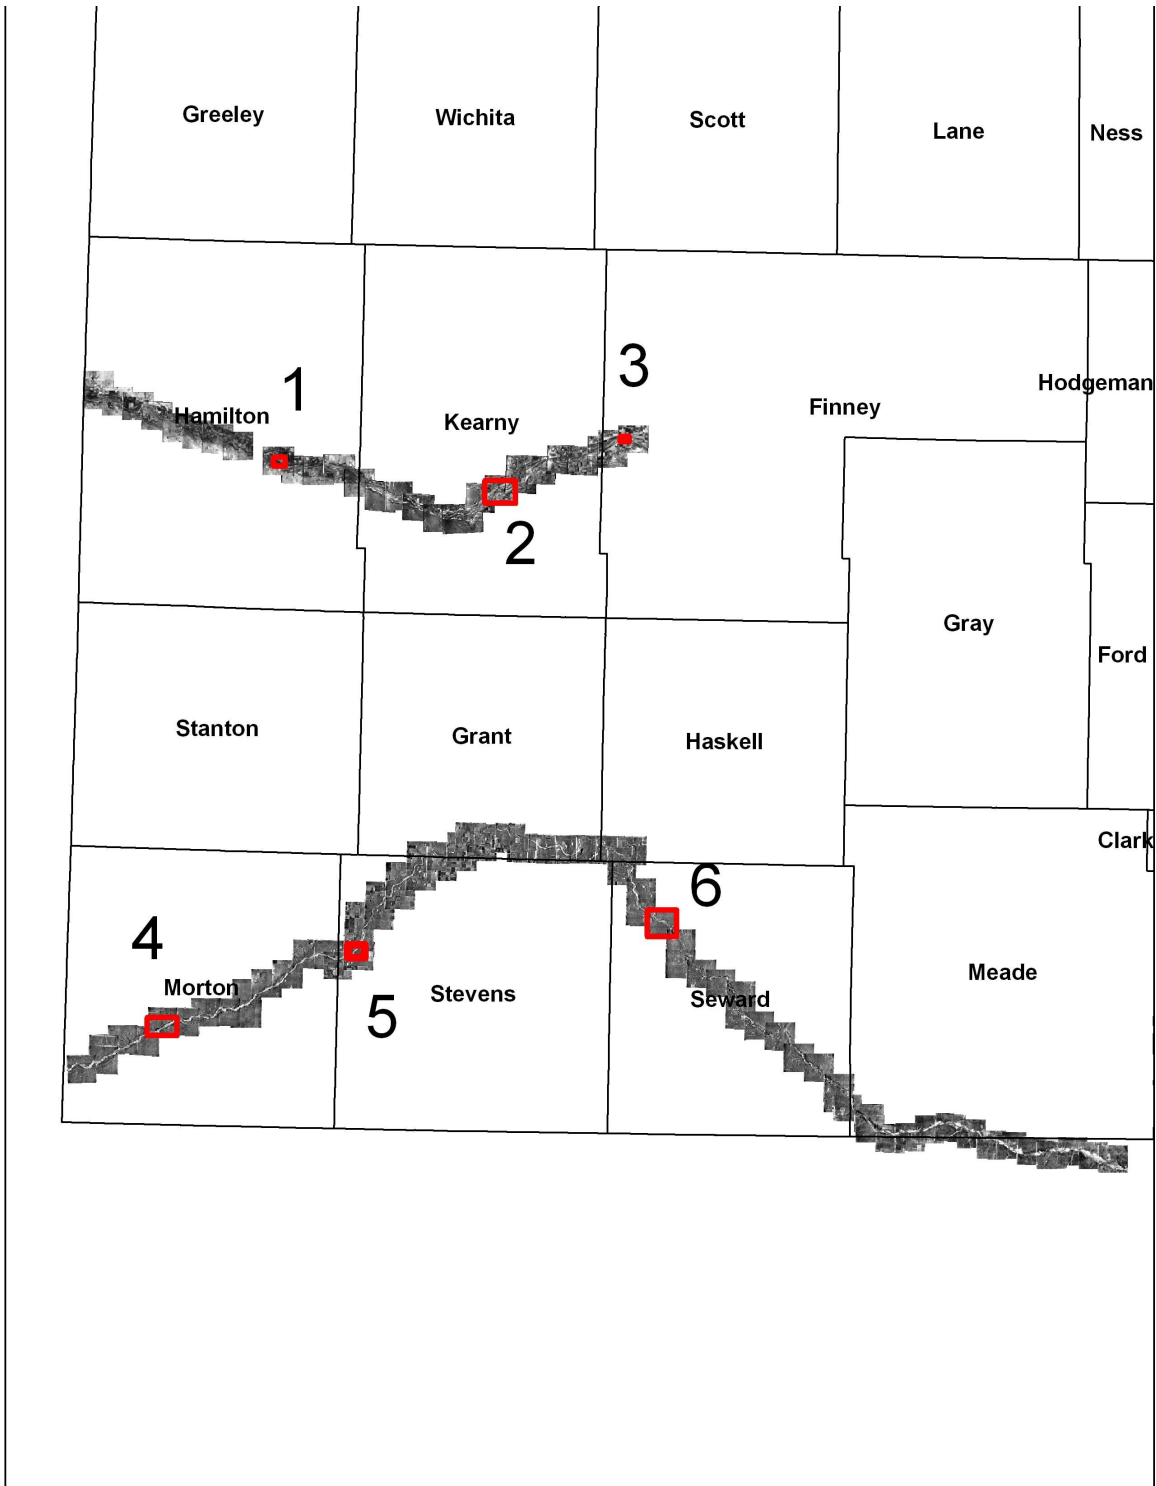 Greeley
Wichita
Scott
Lane
Ness
1
3
Hodgeman
Hamilton
Kearny
Finney
2
Gray
Ford
Stanton
Grant
Haskell
Clark
6
4
Morton
Stevens
Seward
Meade
5